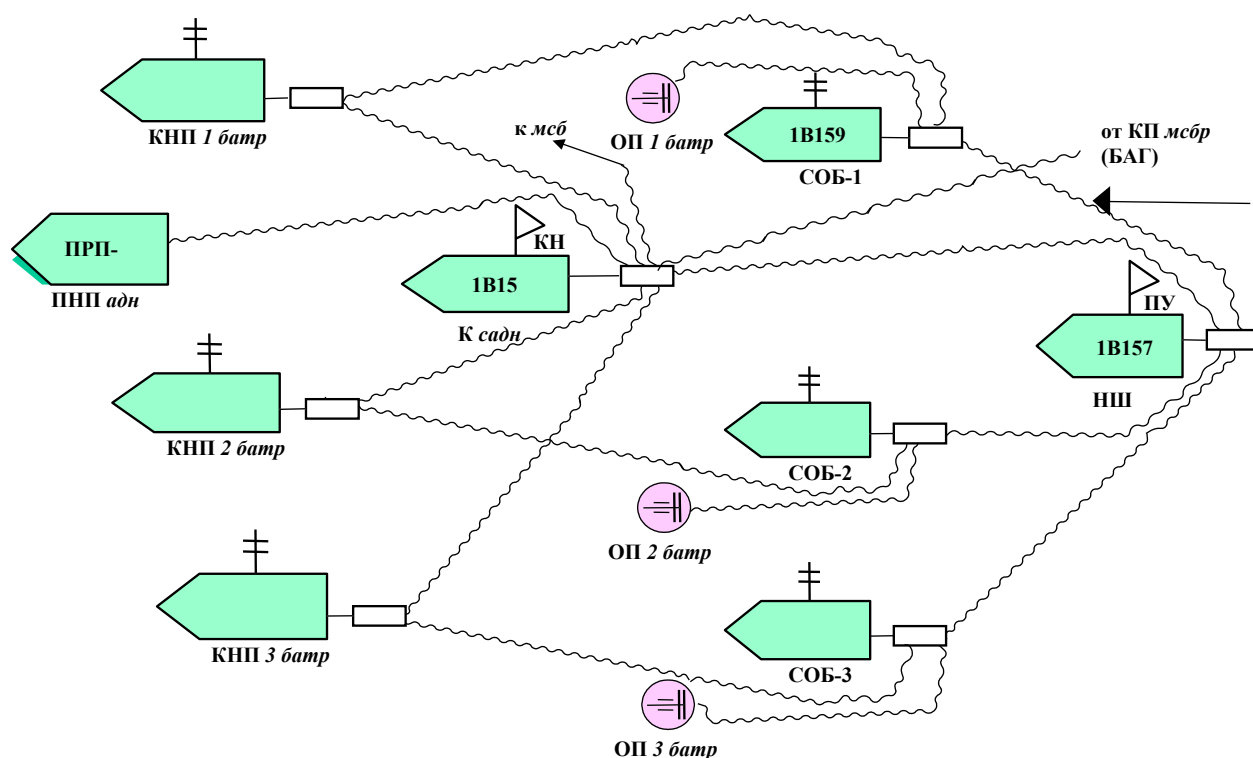 КНП 1 батр
ОП 1 батр
1В159
СОБ-1
к мсб
от КП мсбр
(БАГ)
ПРП-
ПНП адн
КН
1В15
К садн
ПУ
1В157
НШ
КНП 2 батр
СОБ-2
ОП 2 батр
КНП 3 батр
СОБ-3
ОП 3 батр